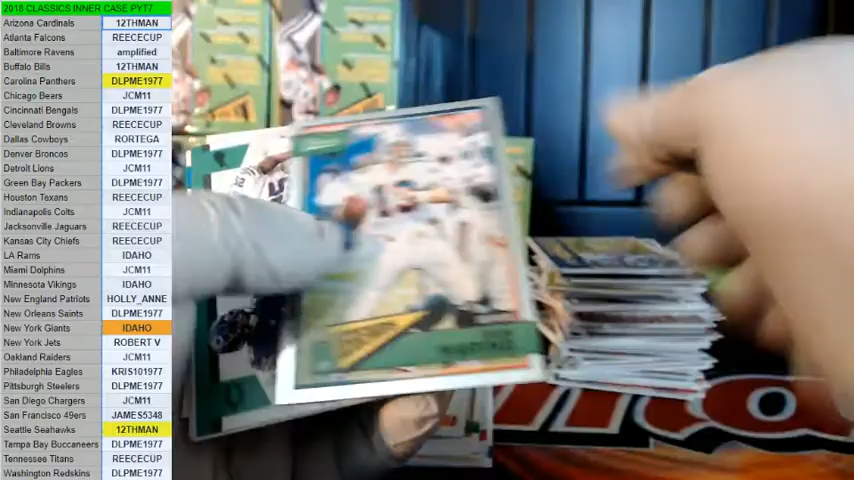 2018 CLASSICS INNER CASE PYT7
Arizona Cardinals 12THMAN
Atlanta Falcons REECECUP
Baltimore Ravens amplified
Buffalo Bills 12THMAN
Carolina Panthers DLPME1977
Chicago Bears JCM11
Cincinnati Bengals DLPME1977
Cleveland Browns REECECUP
Dallas Cowboys RORTEGA
Denver Broncos DLPME1977
Detroit Lions JCM11
Green Bay Packers DLPME1977
Houston Texans REECECUP
Indianapolis Colts JCM11
Jacksonville Jaguars REECECUP
Kansas City Chiefs REECECUP
LA Rams IDAHO
Miami Dolphins JCM11
Minnesota Vikings IDAHO
New England Patriots HOLLY_ANNE
New Orleans Saints DLPME1977
New York Giants IDAHO
New York Jets ROBERT V
Oakland Raiders JCM11
Philadelphia Eagles KRIS101977
Pittsburgh Steelers DLPME1977
San Diego Chargers JCM11
San Francisco 49ers JAMES5348
Seattle Seahawks 12THMAN
Tampa Bay Buccaneers DLPME1977
Tennessee Titans REECECUP
Washington Redskins DLPME1977